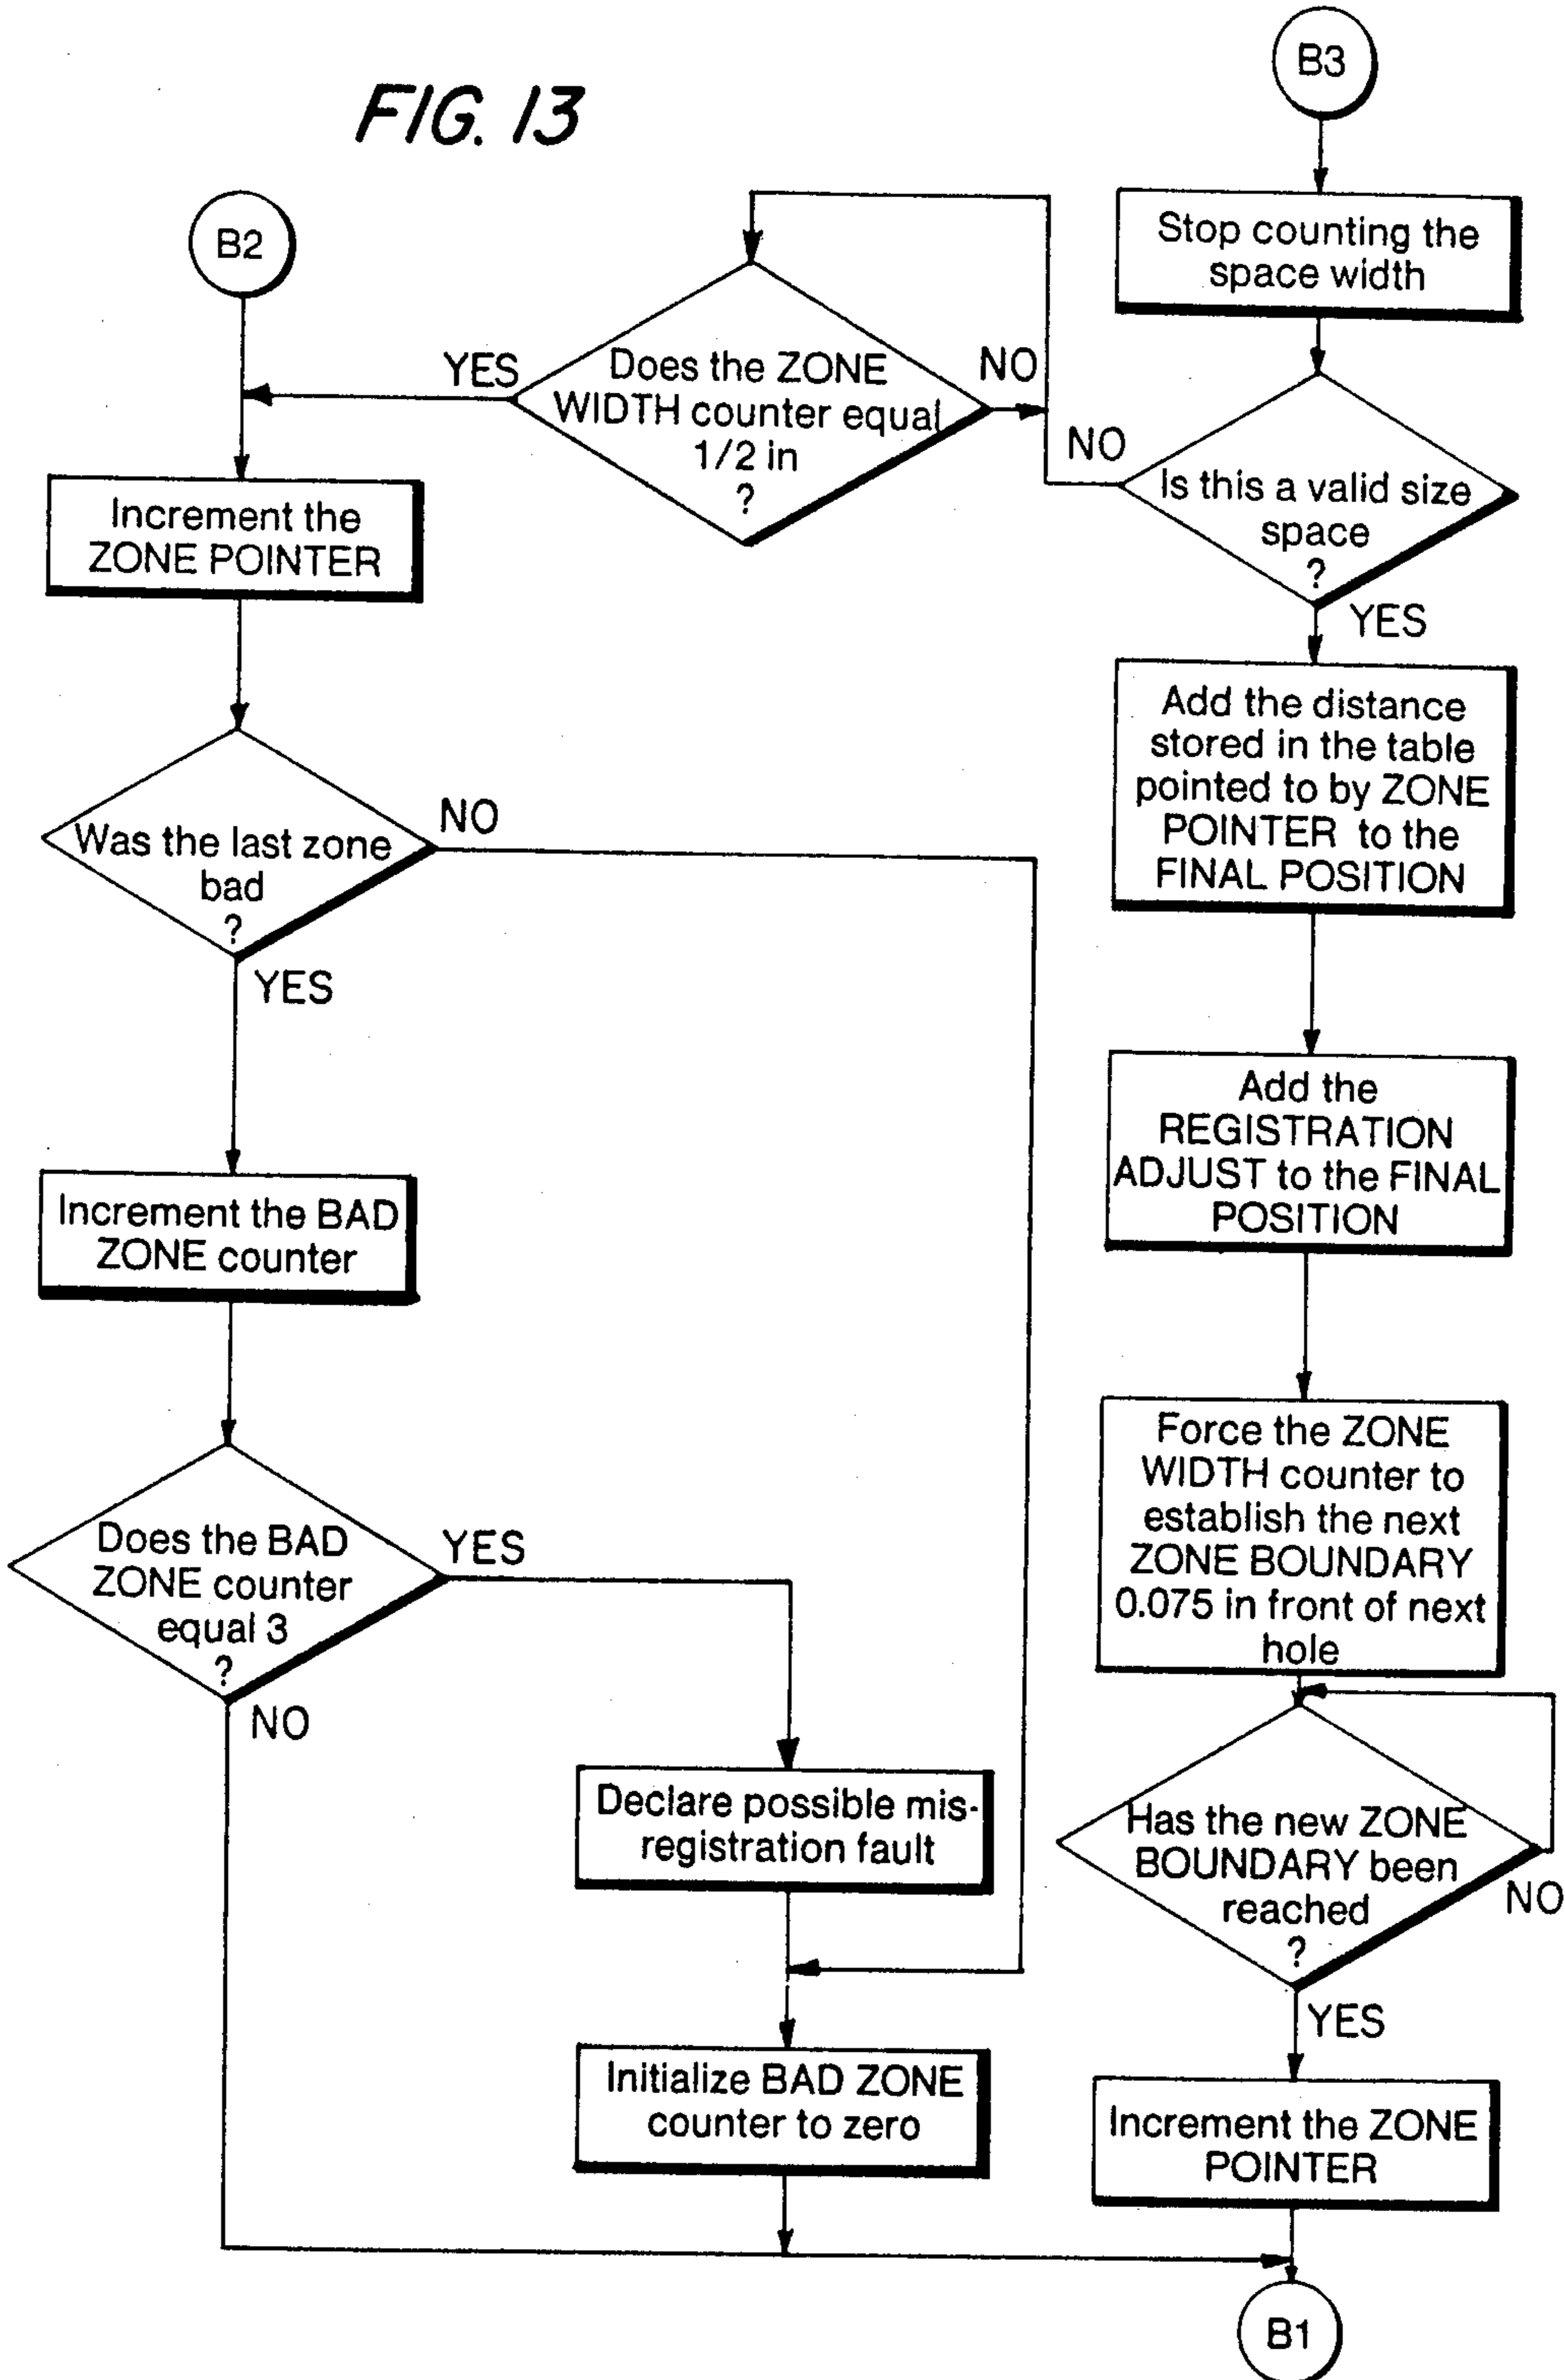 FIG. 13
B3
Stop counting the
space width
B2
Does the ZONE
WIDTH counter equal
1/2 in
?
YES
NO
NO
Is this a valid size
space
?
YES
Increment the
ZONE POINTER
Add the distance
stored in the table
pointed to by ZONE
POINTER to the
FINAL POSITION
Was the last zone
bad
?
NO
YES
Add the
REGISTRATION
ADJUST to the FINAL
POSITION
Increment the BAD
ZONE counter
Force the ZONE
WIDTH counter to
establish the next
ZONE BOUNDARY
0.075 in front of next
hole
Does the BAD
ZONE counter
equal 3
?
YES
NO
Declare possible mis-
registration fault
Has the new ZONE
BOUNDARY been
reached
?
NO
YES
Initialize BAD ZONE
counter to zero
Increment the ZONE
POINTER
B1